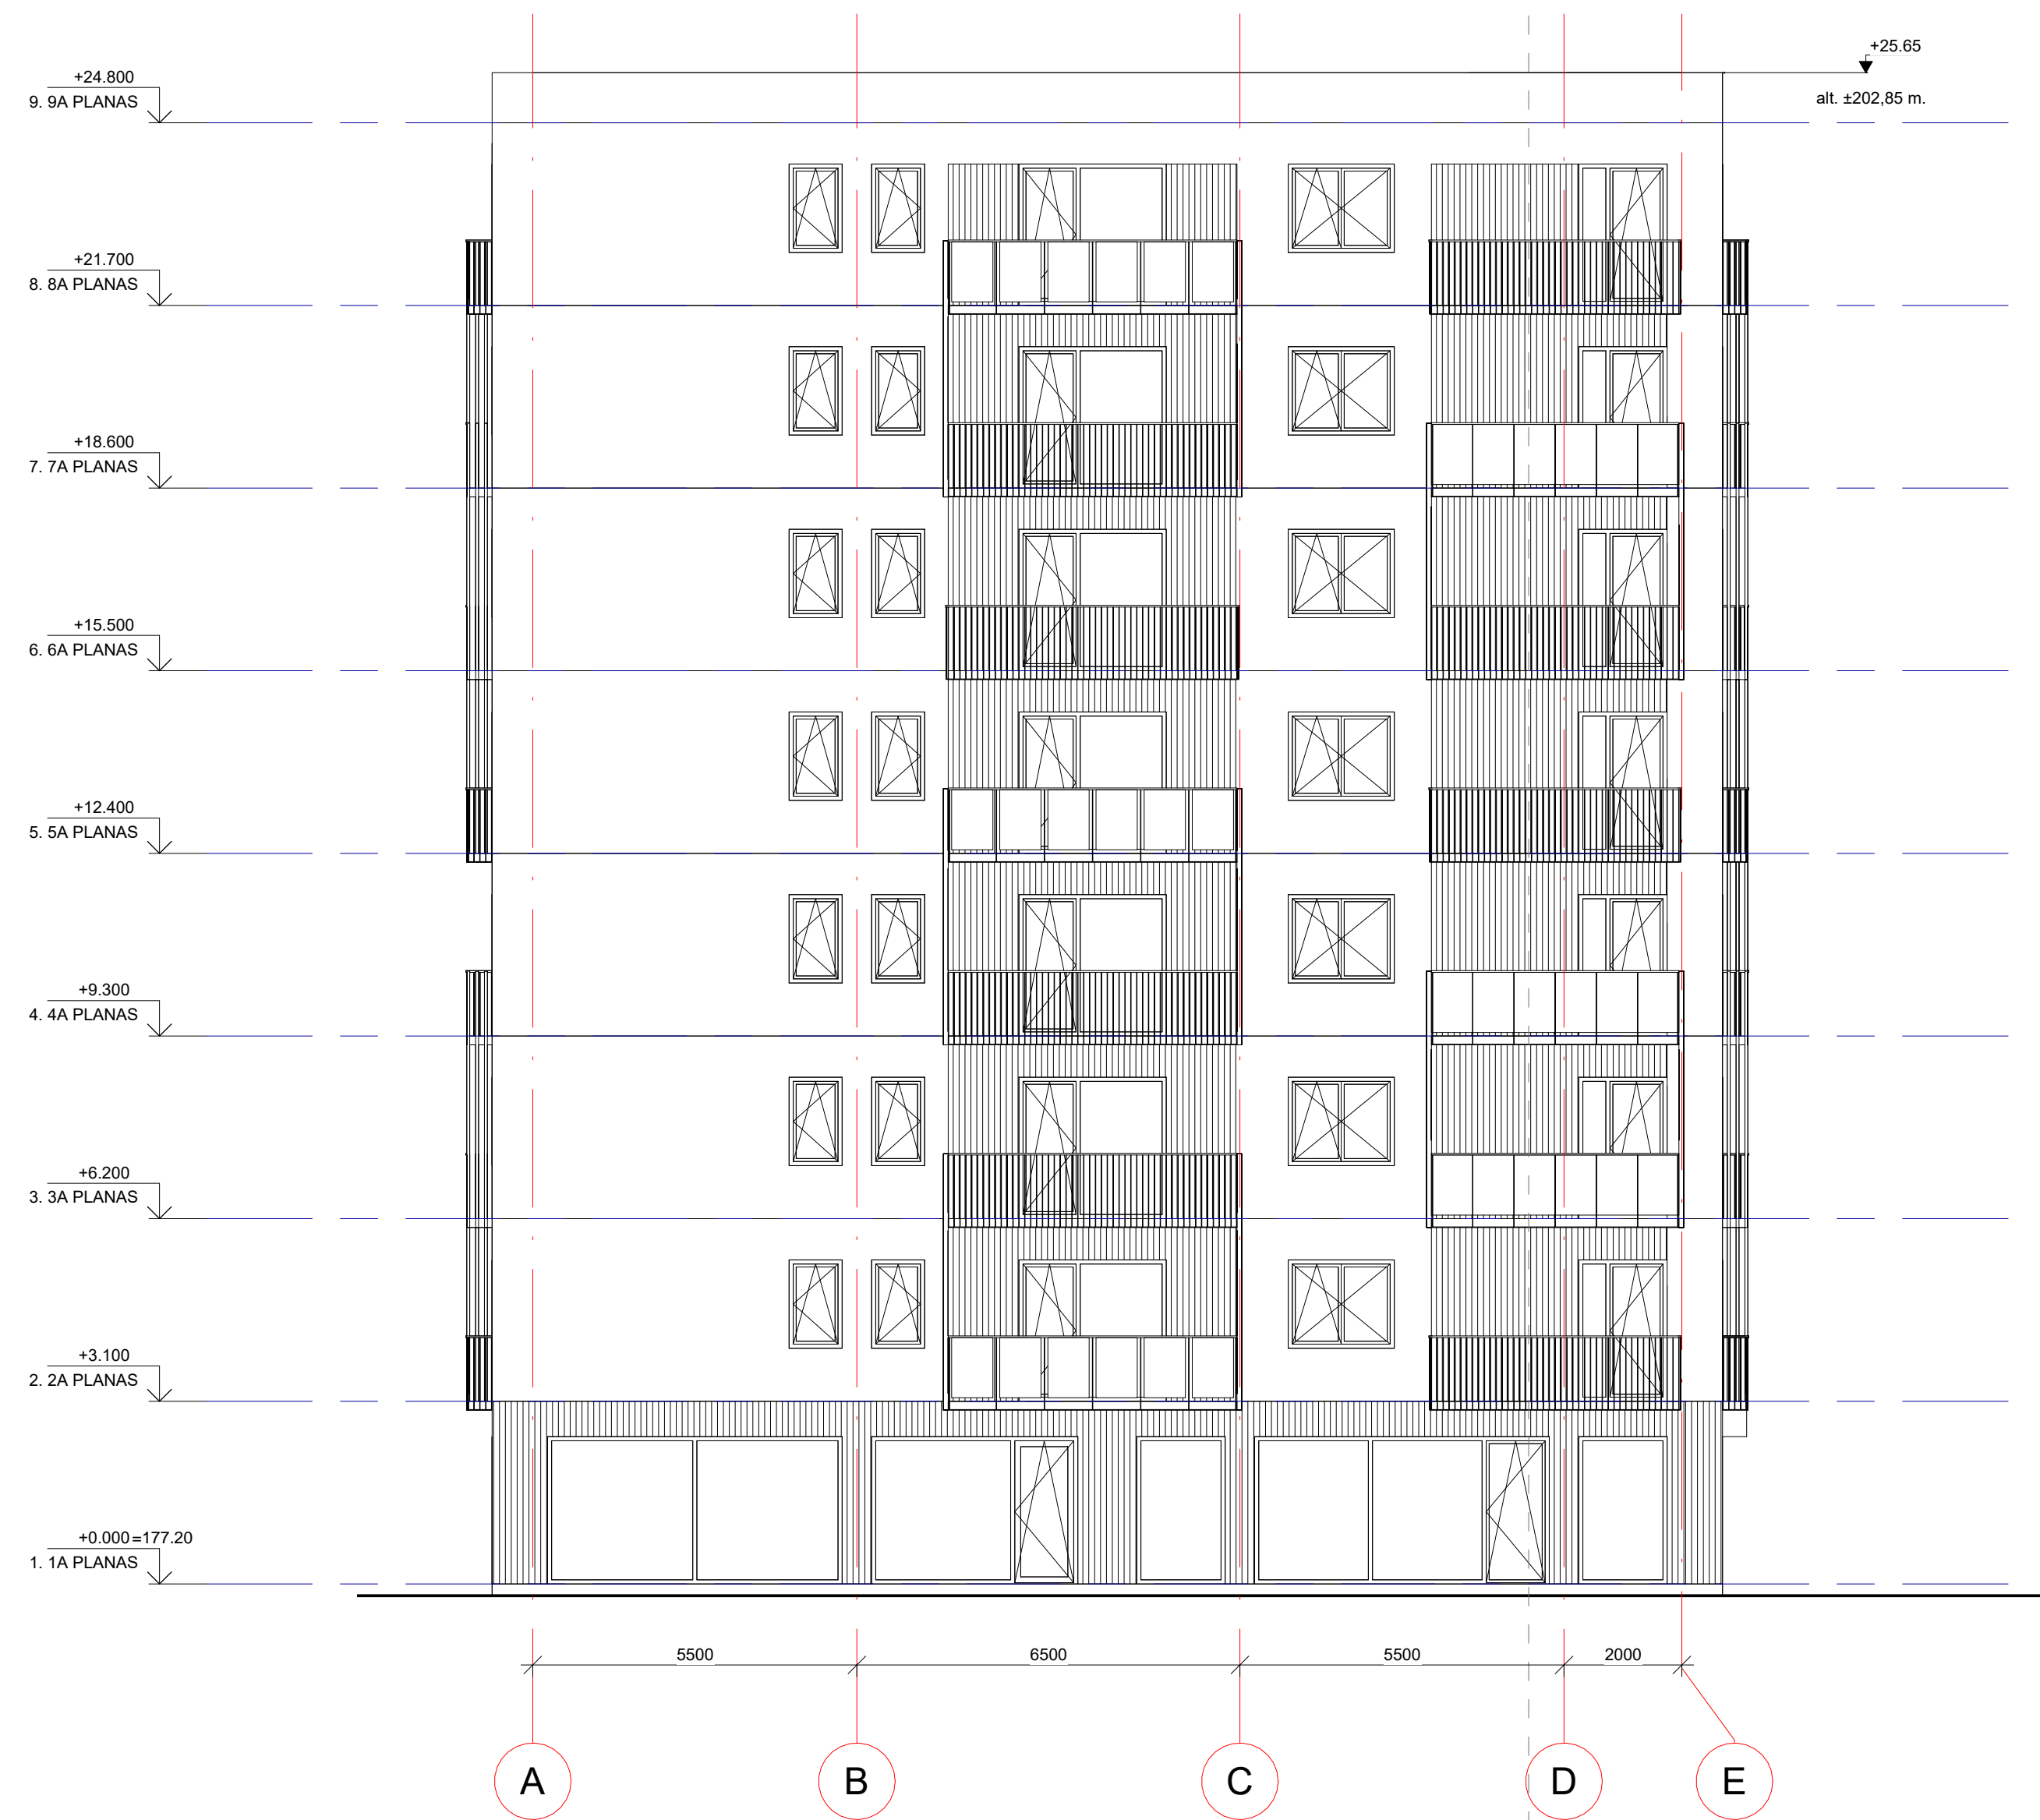 +25.65
alt. ±202,85 m.
+24.800
9. 9A PLANAS
+21.700
8. 8A PLANAS
+18.600
7. 7A PLANAS
+15.500
6. 6A PLANAS
+12.400
5. 5A PLANAS
+9.300
4. 4A PLANAS
+6.200
3. 3A PLANAS
+3.100
2. 2A PLANAS
+0.000=177.20
1. 1A PLANAS
5500 6500 5500 2000
A B C D E